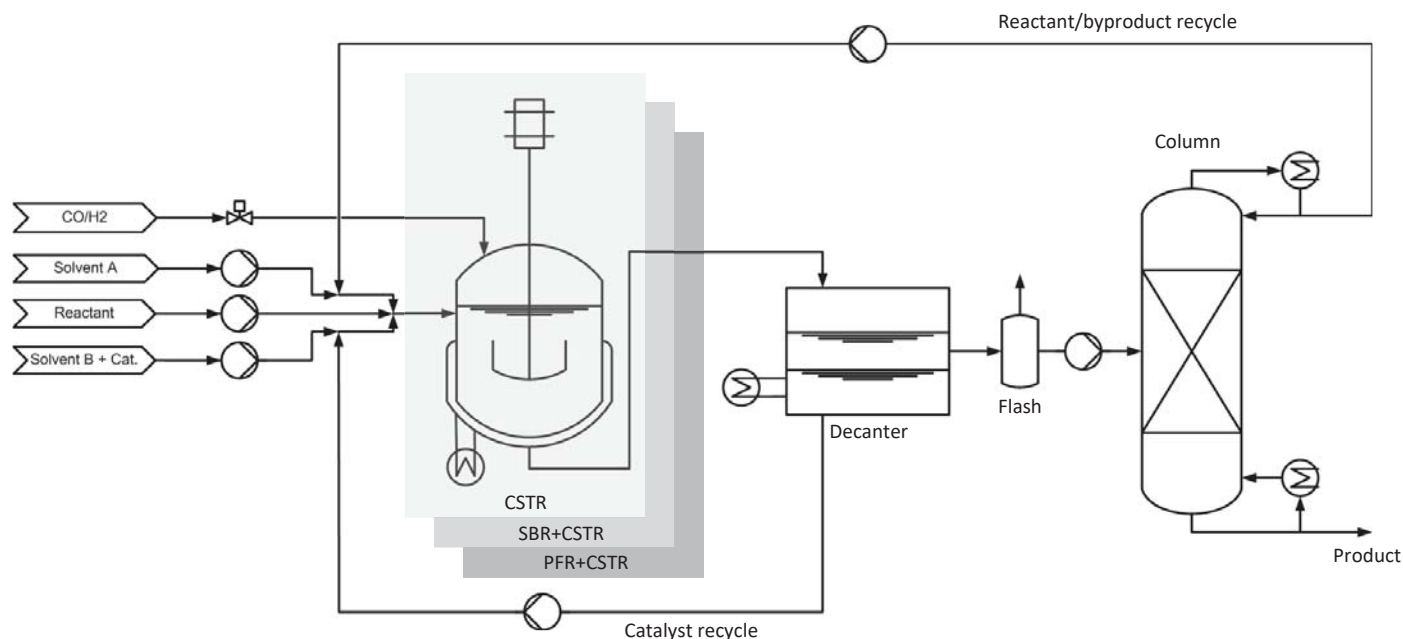 Reactant/byproduct recycle
Column
CO/H2
Solvent A
Reactant
Solvent B + Cat.
Flash
Decanter
CSTR
SBR+CSTR
PFR+CSTR
Product
Catalyst recycle